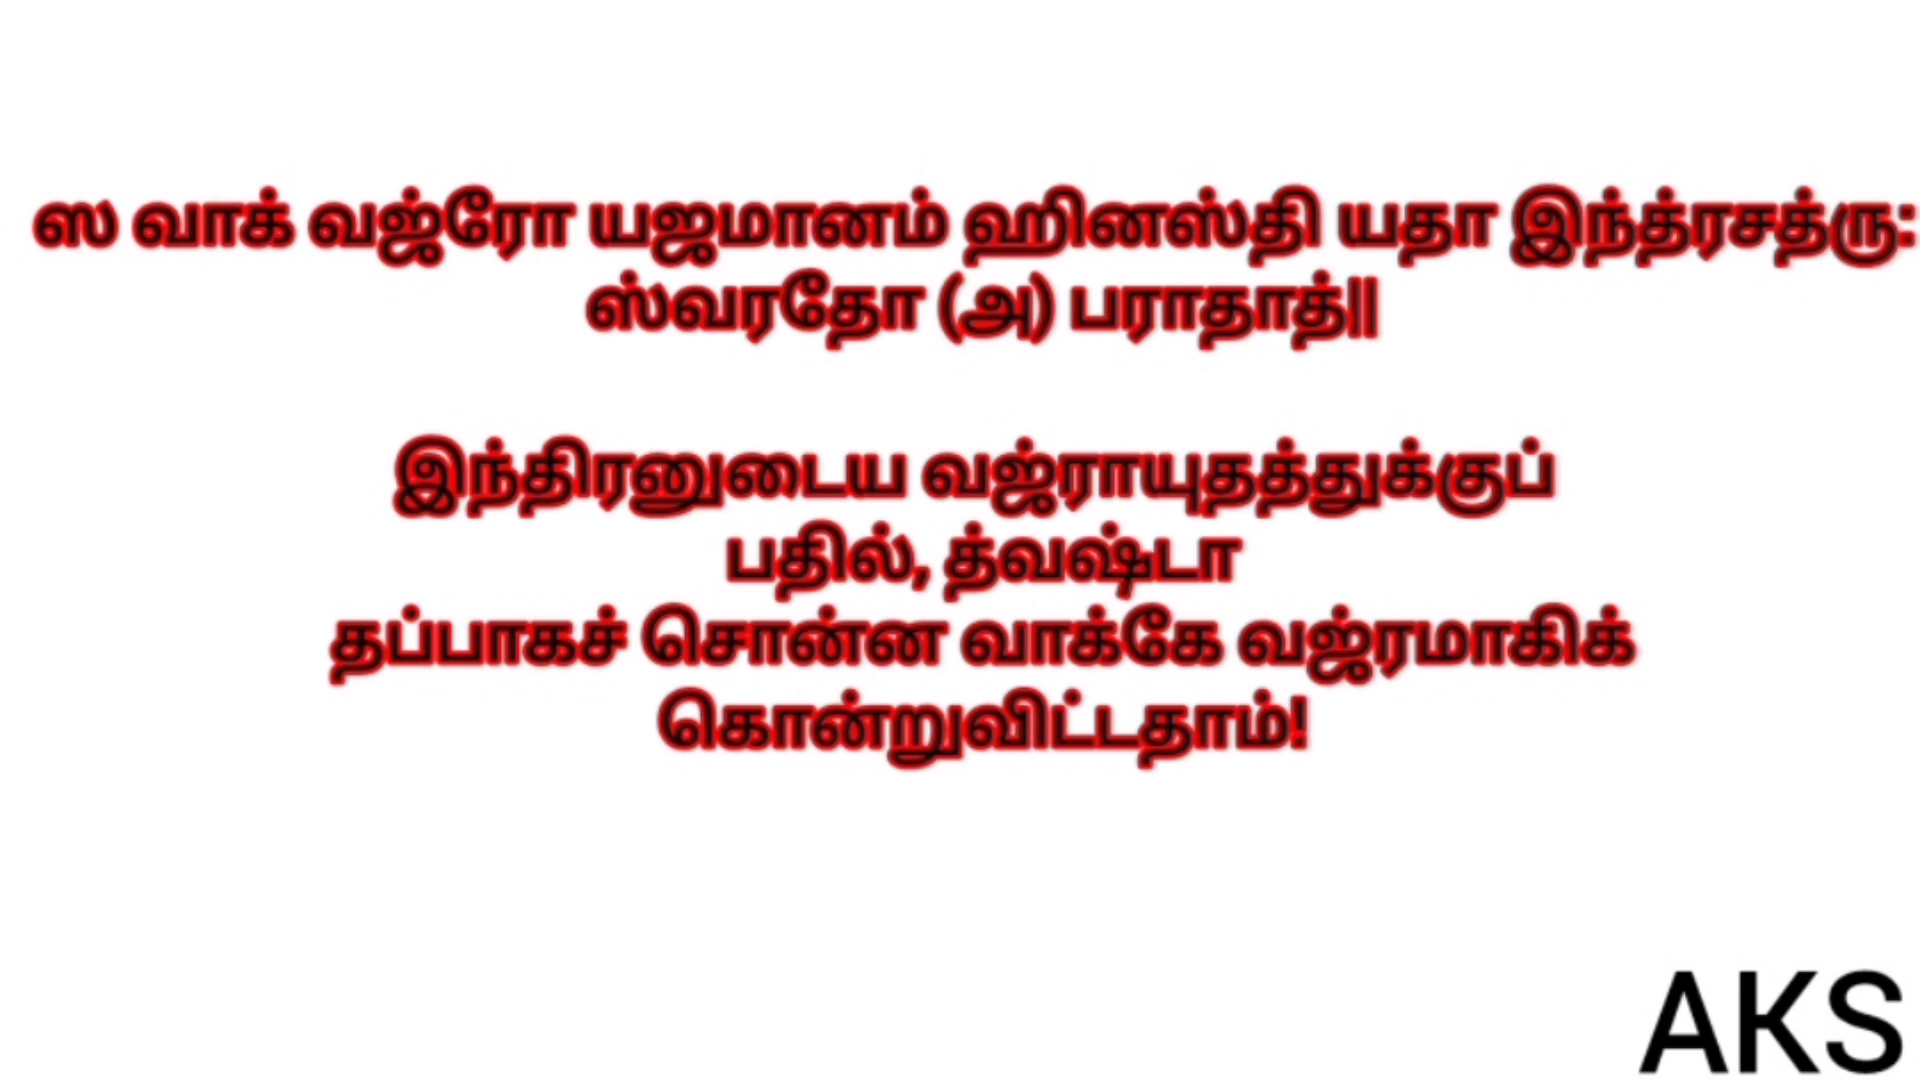 ஸ வாக் வஜ்ரோ யஜமானம் ஹினஸ்தி யதா இந்த்ரசத்ரு:
ஸ்வரதோ (அ) பராதாத்||
இந்திரனுடைய வஜ்ராயுதத்துக்குப்
பதில், த்வஷ்டா
தப்பாகச் சொன்ன வாக்கே வஜ்ரமாகிக்
கொன்றுவிட்டதாம்!
AKS